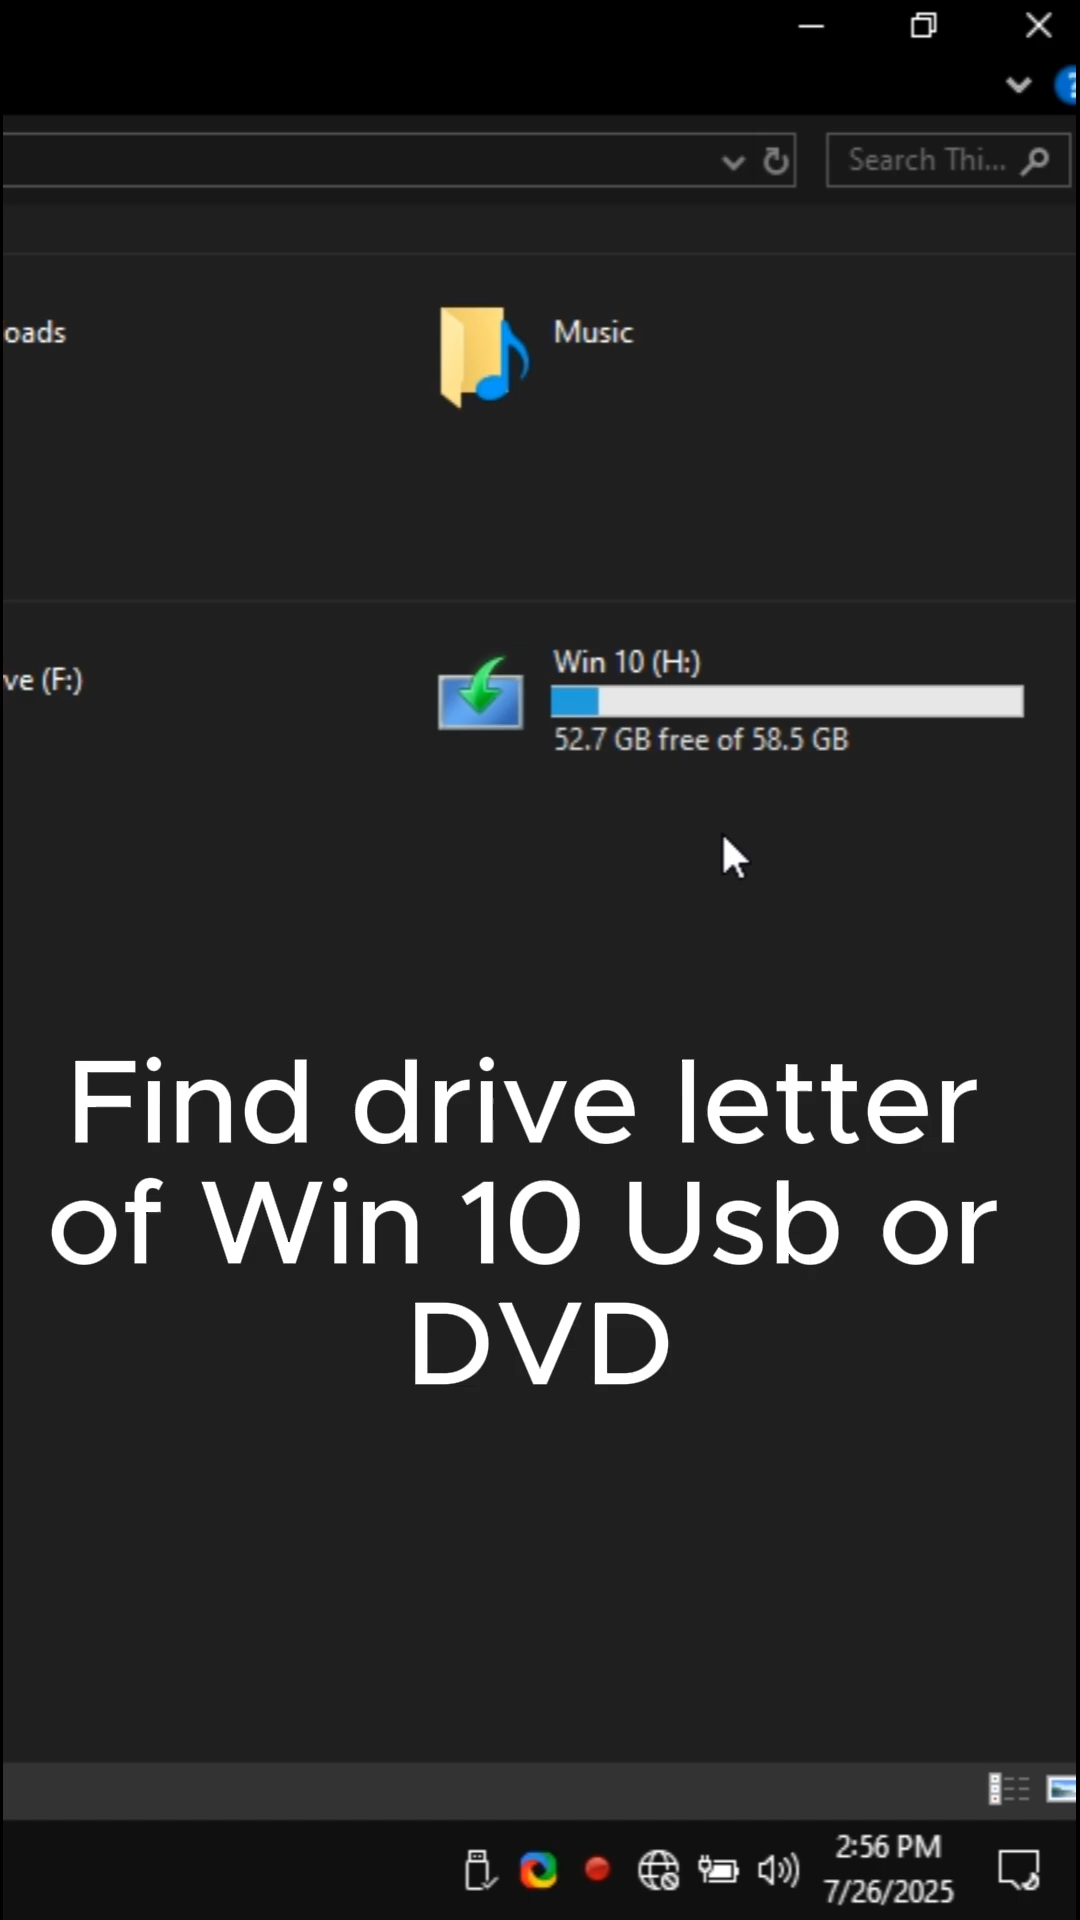 Search Thi...
oads
Music
ve (F:)
Win 10 (H:)
52.7 GB free of 58.5 GB
Find drive letter
of Win 10 Usb or
DVD
2:56 PM
7/26/2025